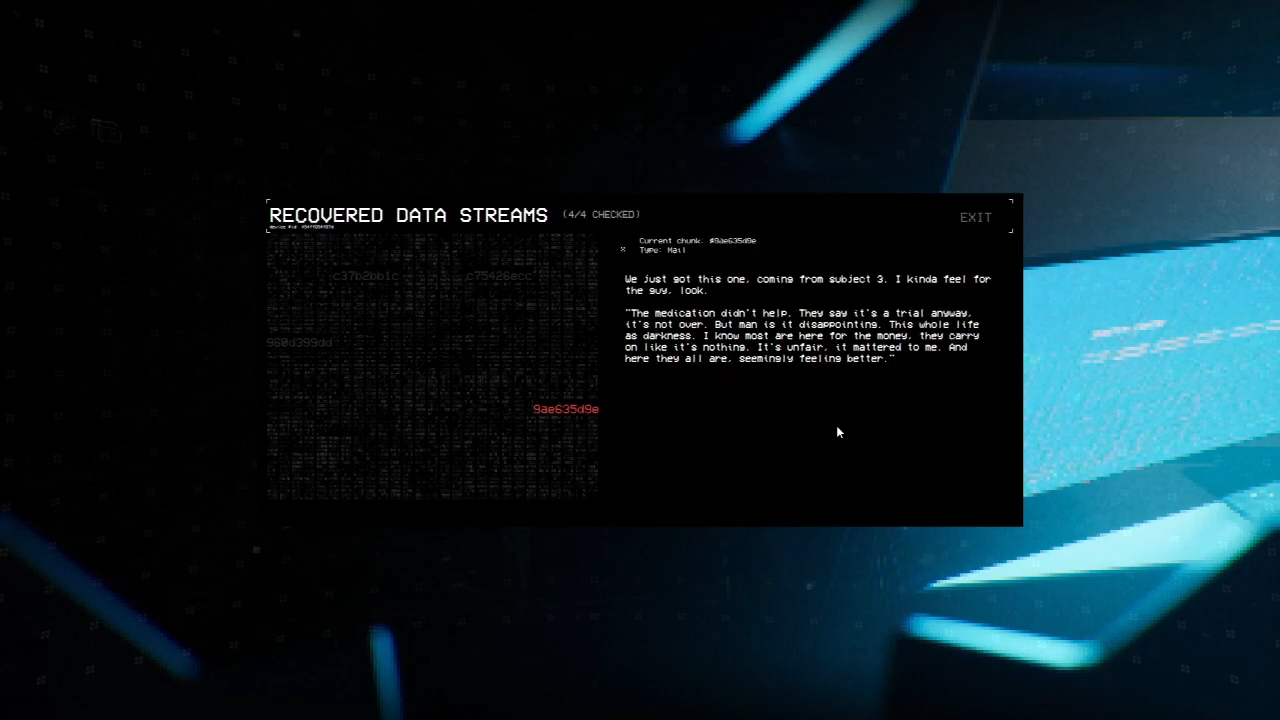 RECOVERED DATA STREAMS (4/4 CHECKED)
EXIT
Current chunk: #9ae635d9e
x Type: Mail
c37b2bb1c c75426ecc
960d399dd
9ae635d9e
We just got this one, coming from subject 3. I kinda feel for
the guy, look.
"The medication didn't help. They say it's a trial anyway,
it's not over. But man is it disappointing. This whole life
as darkness. I know most are here for the money, they carry
on like it's nothing. It's unfair, it mattered to me. And
here they all are, seemingly feeling better."